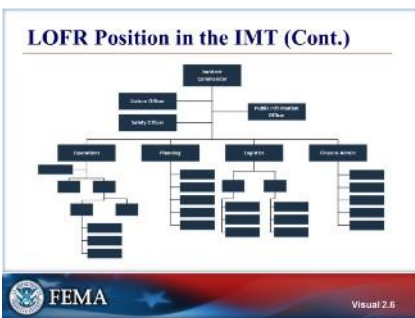 LOFR Position in the IMT (Cont.)
Incident
Commander
Liaison Officer
Public Information
Officer
Safety Officer
Operations
Planning
Logistics
Finance/Admin
FEMA
Visual 2.6